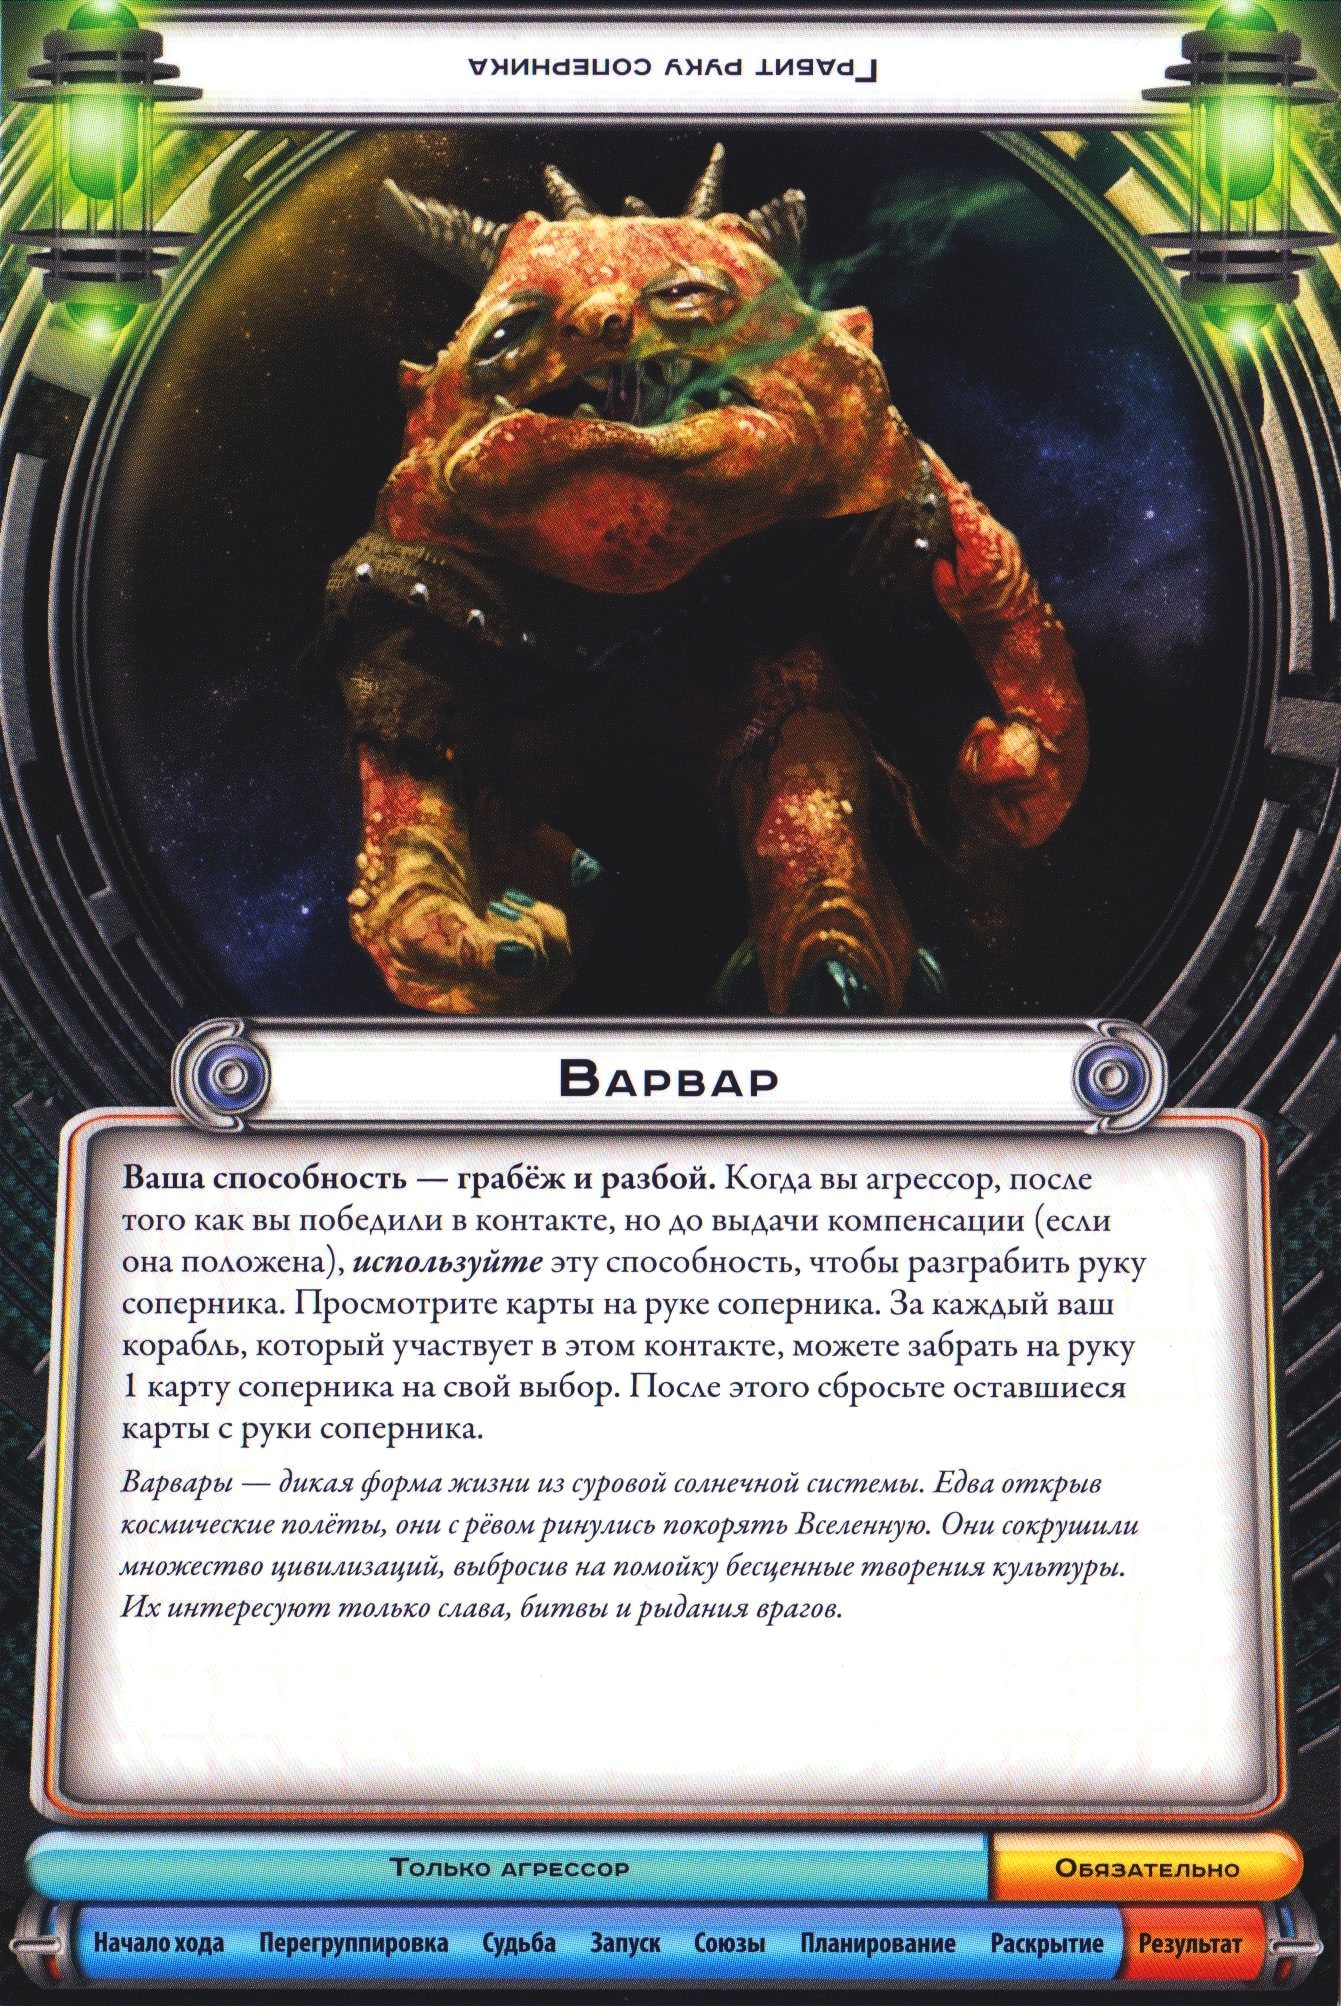 Грабит руку соперника
Варвар
Ваша способность — грабёж и разбой. Когда вы агрессор, после
того как вы победили в контакте, но до выдачи компенсации (если
она положена), используйте эту способность, чтобы разграбить руку
соперника. Просмотрите карты на руке соперника. За каждый ваш
корабль, который участвует в этом контакте, можете забрать на руку
1 карту соперника на свой выбор. После этого сбросьте оставшиеся
карты с руки соперника.
Варвары — дикая форма жизни из суровой солнечной системы. Едва открыв
космические полёты, они с рёвом ринулись покорять Вселенную. Они сокрушили
множество цивилизаций, выбросив на помойку бесценные творения культуры.
Их интересуют только слава, битвы и рыдания врагов.
Только агрессор Обязательно
Начало хода Перегруппировка Судьба Запуск Союзы Планирование Раскрытие Результат